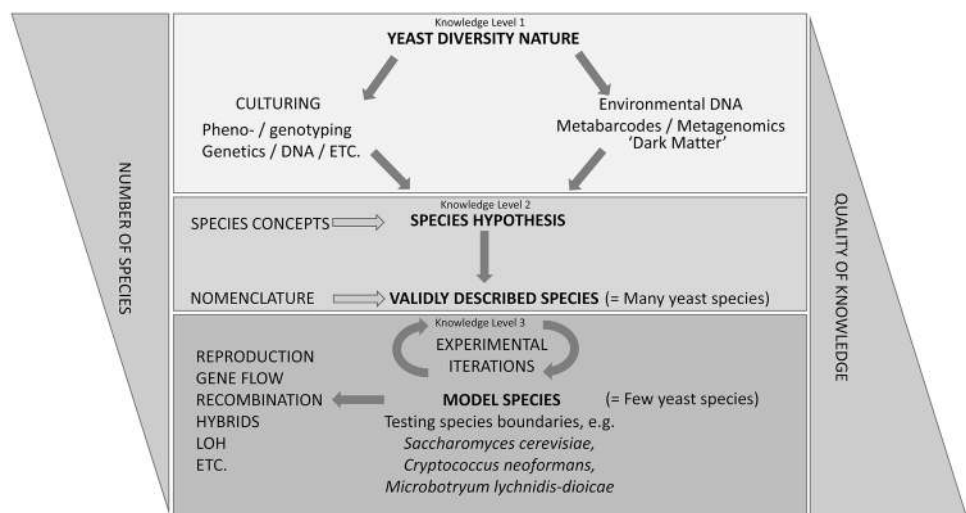 Knowledge Level 1
YEAST DIVERSITY NATURE
CULTURING
Pheno- / genotyping
Genetics / DNA / ETC.
Environmental DNA
Metabarcodes / Metagenomics
‘Dark Matter’
NUMBER OF SPECIES
Knowledge Level 2
SPECIES CONCEPTS
SPECIES HYPOTHESIS
NOMENCLATURE
VALIDLY DESCRIBED SPECIES (= Many yeast species)
QUALITY OF KNOWLEDGE
Knowledge Level 3
EXPERIMENTAL
ITERATIONS
REPRODUCTION
GENE FLOW
RECOMBINATION
HYBRIDS
LOH
ETC.
MODEL SPECIES (= Few yeast species)
Testing species boundaries, e.g.
Saccharomyces cerevisiae,
Cryptococcus neoformans,
Microbotryum lychnidis-dioicae